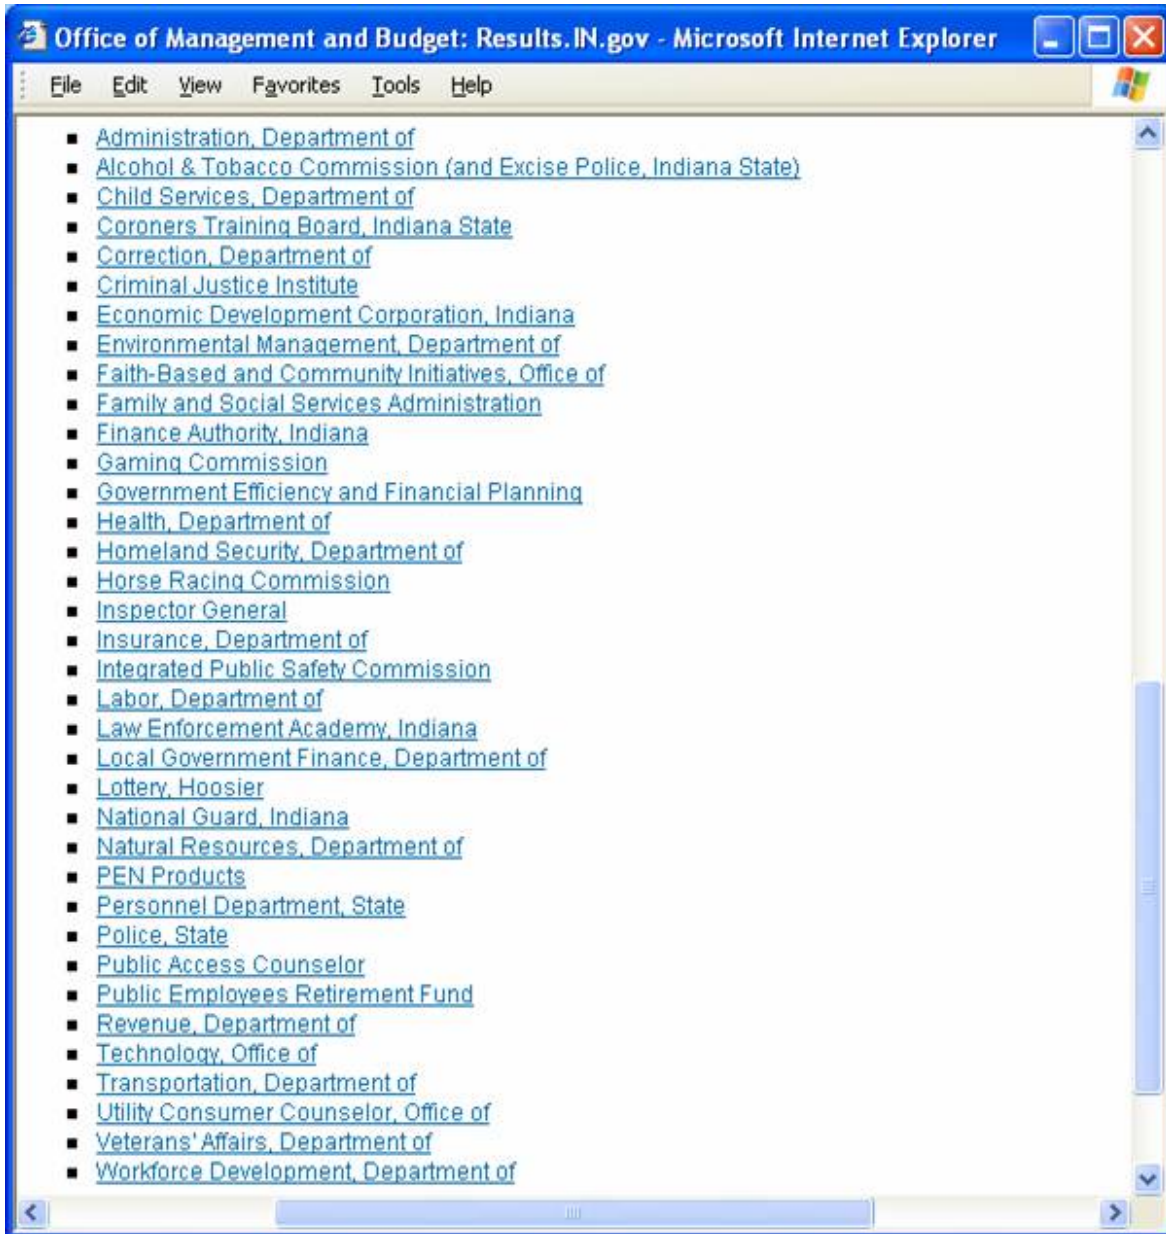 Office of Management and Budget: Results.IN.gov - Microsoft Internet Explorer
File Edit View Favorites Tools Help
Administration, Department of
Alcohol & Tobacco Commission (and Excise Police, Indiana State)
Child Services, Department of
Coroners Training Board, Indiana State
Correction, Department of
Criminal Justice Institute
Economic Development Corporation, Indiana
Environmental Management, Department of
Faith-Based and Community Initiatives, Office of
Family and Social Services Administration
Finance Authority, Indiana
Gaming Commission
Government Efficiency and Financial Planning
Health, Department of
Homeland Security, Department of
Horse Racing Commission
Inspector General
Insurance, Department of
Integrated Public Safety Commission
Labor, Department of
Law Enforcement Academy, Indiana
Local Government Finance, Department of
Lottery, Hoosier
National Guard, Indiana
Natural Resources, Department of
PEN Products
Personnel Department, State
Police, State
Public Access Counselor
Public Employees Retirement Fund
Revenue, Department of
Technology, Office of
Transportation, Department of
Utility Consumer Counselor, Office of
Veterans' Affairs, Department of
Workforce Development, Department of